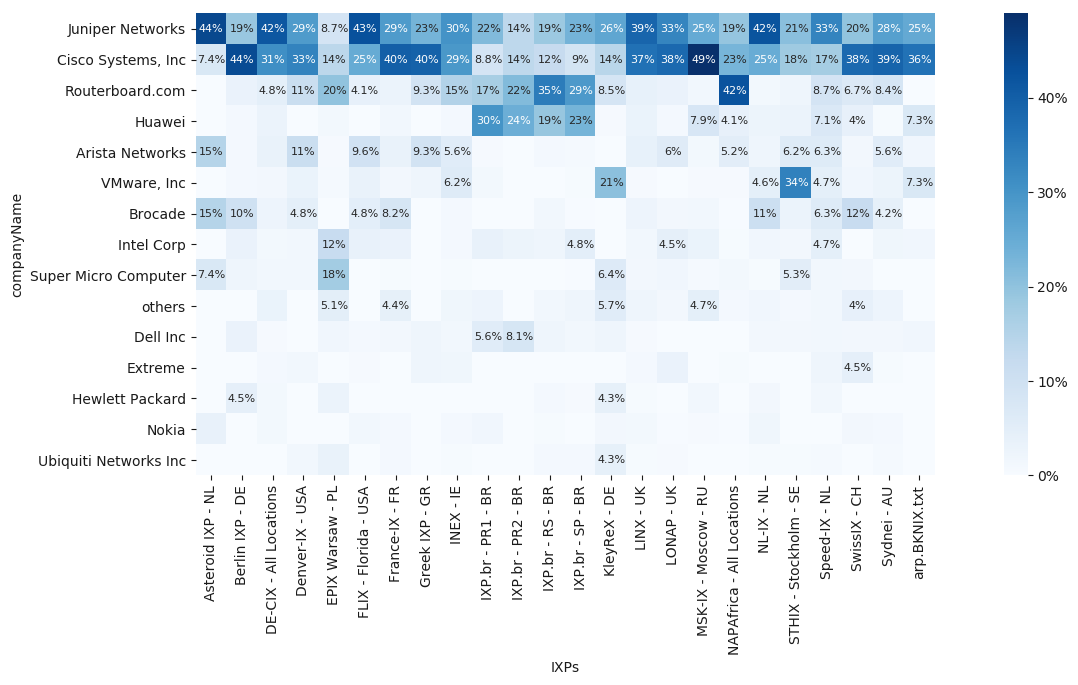 companyName
Juniper Networks 44% 19% 42% 29% 8.7% 43% 29% 23% 30% 22% 14% 19% 23% 26% 39% 33% 25% 19% 42% 21% 33% 20% 28% 25%
Cisco Systems, Inc 7.4% 44% 31% 33% 14% 25% 40% 40% 29% 8.8% 14% 12% 9% 14% 37% 38% 49% 23% 25% 18% 17% 38% 39% 36%
Routerboard.com 4.8% 11% 20% 4.1% 9.3% 15% 17% 22% 35% 29% 8.5% 42% 8.7% 6.7% 8.4%
Huawei 30% 24% 19% 23% 7.9% 4.1% 7.1% 4% 7.3%
Arista Networks 15% 11% 9.6% 9.3% 5.6% 6% 5.2% 6.2% 6.3% 5.6%
VMware, Inc 6.2% 21% 4.6% 34% 4.7% 7.3%
Brocade 15% 10% 4.8% 4.8% 8.2% 11% 6.3% 12% 4.2%
Intel Corp 12% 4.8% 4.5% 4.7%
Super Micro Computer 7.4% 18% 6.4% 5.3%
others 5.1% 4.4% 5.7% 4.7% 4%
Dell Inc 5.6% 8.1%
Extreme 4.5%
Hewlett Packard 4.5% 4.3%
Nokia
Ubiquiti Networks Inc 4.3%
Asteroid IXP - NL
Berlin IXP - DE
DE-CIX - All Locations
Denver-IX - USA
EPIX Warsaw - PL
FLIX - Florida - USA
France-IX - FR
Greek IXP - GR
INEX - IE
IXP.br - PR1 - BR
IXP.br - PR2 - BR
IXP.br - RS - BR
IXP.br - SP - BR
KleyReX - DE
LINX - UK
LONAP - UK
MSK-IX - Moscow - RU
NAPAfrica - All Locations
NL-IX - NL
STHIX - Stockholm - SE
Speed-IX - NL
SwissIX - CH
Sydnei - AU
arp.BKNIX.txt
IXPs
40%
30%
20%
10%
0%